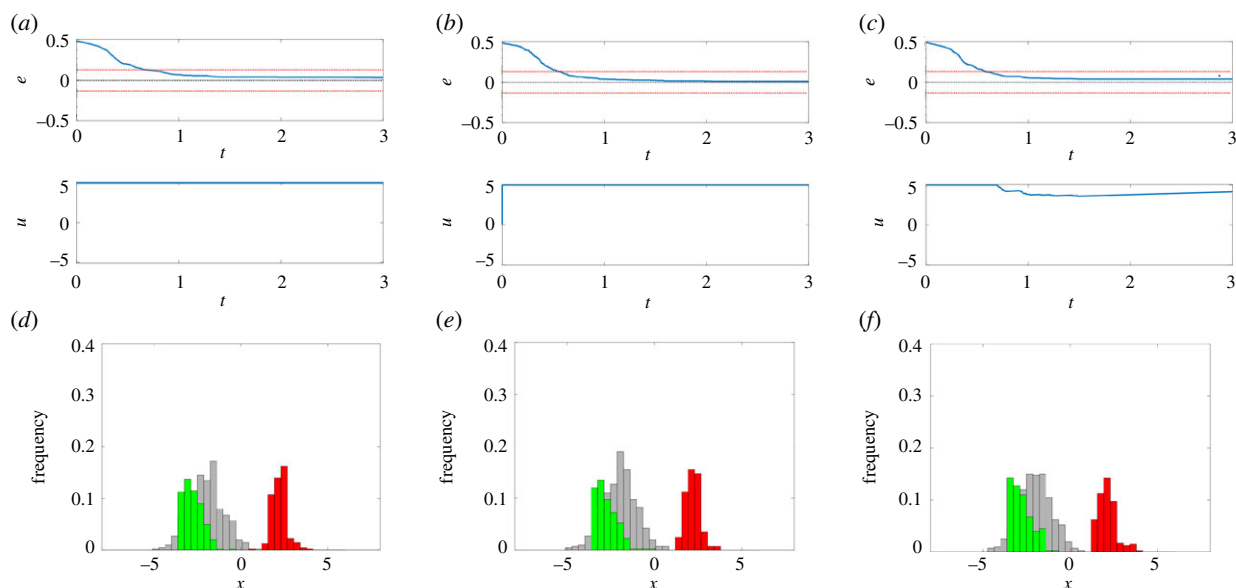 (a) (b) (c)
0.5 0.5 0.5
e 0 e 0 e 0
−0.5 −0.5 −0.5
0 1 2 3 0 1 2 3 0 1 2 3
t t t
5 5 5
u 0 u 0 u 0
−5 −5 −5
0 1 2 3 0 1 2 3 0 1 2 3
t t t
(d) (e) (f)
0.4 0.4 0.4
0.3 0.3 0.3
frequency 0.2 frequency 0.2 frequency 0.2
0.1 0.1 0.1
0 0 0
−5 0 5 −5 0 5 −5 0 5
x x x